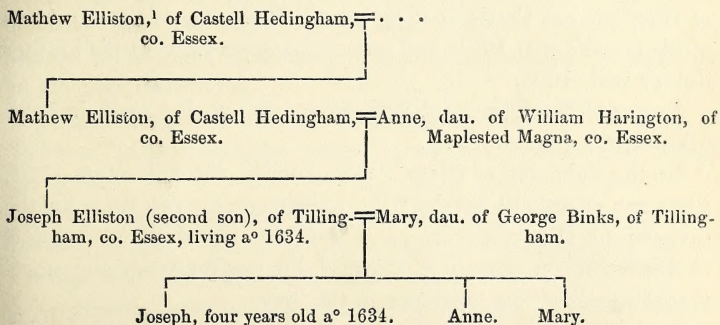 Mathew Elliston,¹ of Castell Hedingham,╤. . .
co. Essex.
Mathew Elliston, of Castell Hedingham,╤Anne, dau. of William Harington, of
co. Essex. Maplested Magna, co. Essex.
Joseph Elliston (second son), of Tilling-╤Mary, dau. of George Binks, of Tilling-
ham, co. Essex, living aº 1634. ham.
Joseph, four years old aº 1634. Anne. Mary.